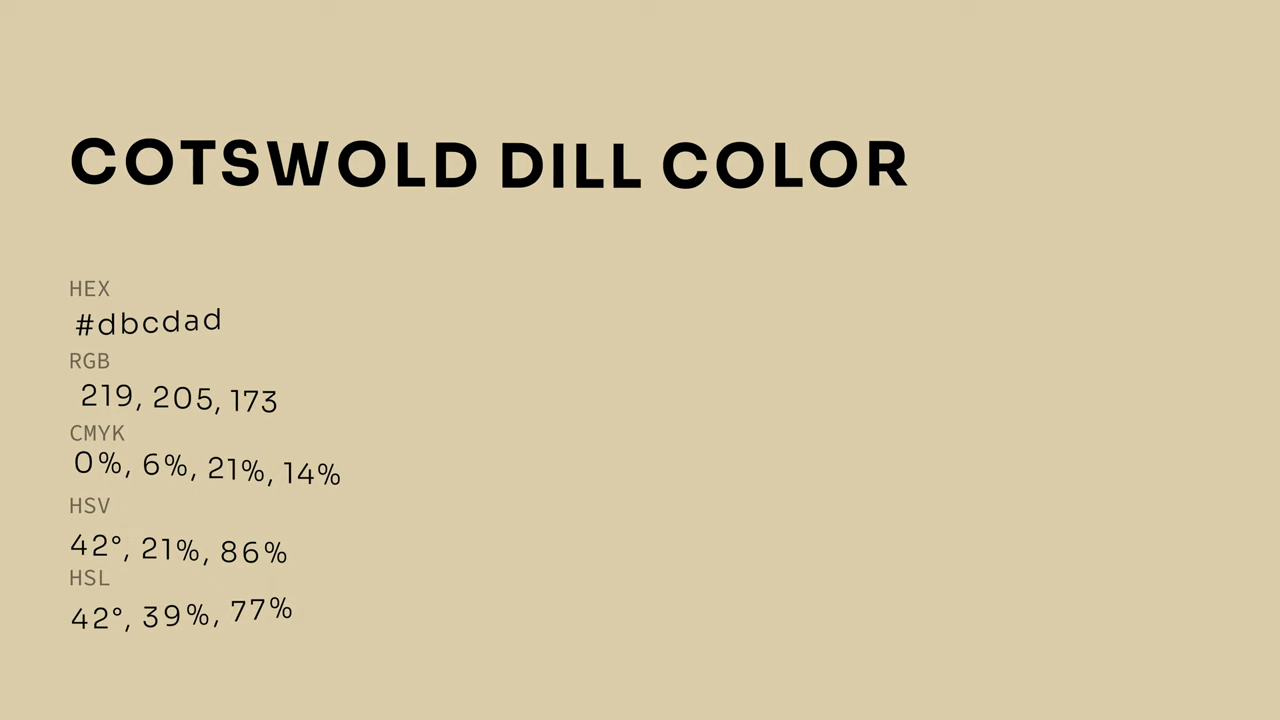 COTSWOLD DILL COLOR
HEX
#dbcdad
RGB
219, 205, 173
CMYK
0%, 6%, 21%, 14%
HSV
42°, 21%, 86%
HSL
42°, 39%, 77%